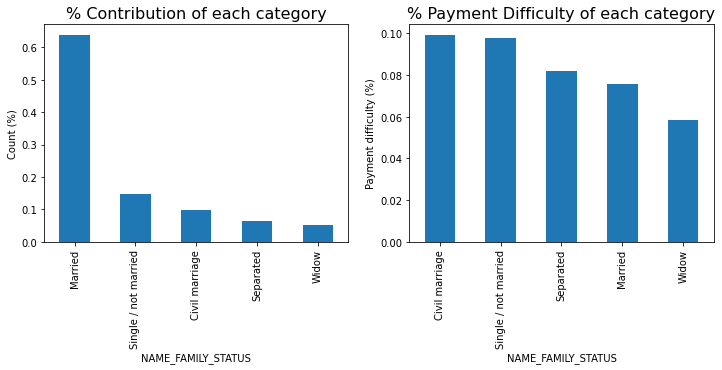 % Contribution of each category
Count (%)
0.6
0.5
0.4
0.3
0.2
0.1
0.0
Married
Single / not married
Civil marriage
Separated
Widow
NAME_FAMILY_STATUS
% Payment Difficulty of each category
Payment difficulty (%)
0.10
0.08
0.06
0.04
0.02
0.00
Civil marriage
Single / not married
Separated
Married
Widow
NAME_FAMILY_STATUS